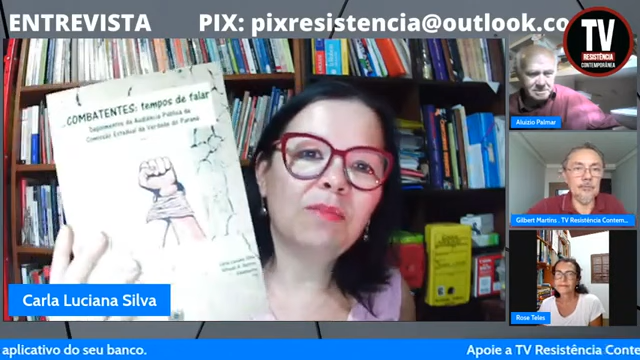 ENTREVISTA
PIX: pixresistencia@outlook.co
TV
RESISTÊNCIA
CONTEMPORÂNEA
COMBATENTES: tempos de falar
Depoimentos da Audiência Pública da
Comissão Estadual da Verdade do Paraná
Carla Luciana Silva
Aluizio Palmar
Gilbert Martins . TV Resistência Contem...
Rose Teles
aplicativo do seu banco.
Apoie a TV Resistência Conte